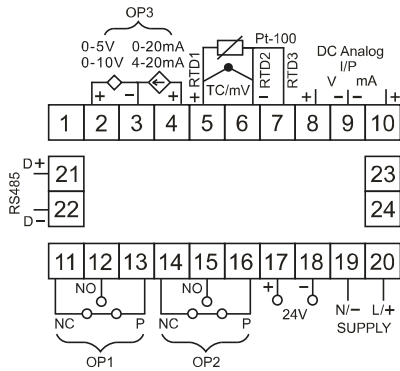 OP3
0-5V 0-20mA
0-10V 4-20mA
+ − +
RTD1
Pt-100
TC/mV
RTD2
RTD3
+ −
DC Analog
I/P
V mA
+ − − +
1 2 3 4 5 6 7 8 9 10
RS485
D+
D−
21
22
23
24
11 12 13 14 15 16 17 18 19 20
NO NO + −
NC P NC P 24V N/− L/+
SUPPLY
OP1 OP2